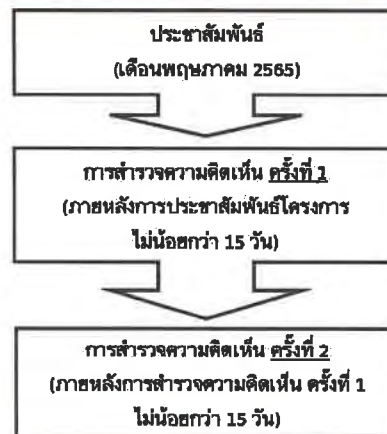 ประชาสัมพันธ์
(เดือนพฤษภาคม 2565)
การสำรวจความคิดเห็น ครั้งที่ 1
(ภายหลังการประชาสัมพันธ์โครงการ
ไม่น้อยกว่า 15 วัน)
การสำรวจความคิดเห็น ครั้งที่ 2
(ภายหลังการสำรวจความคิดเห็น ครั้งที่ 1
ไม่น้อยกว่า 15 วัน)